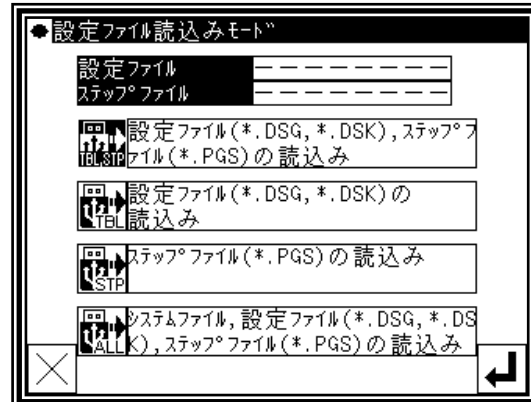 ●設定ﾌｧｲﾙ読込みﾓｰﾄﾞ
設定ﾌｧｲﾙ －－－－－－－－
ｽﾃｯﾌﾟﾌｧｲﾙ －－－－－－－－
TBL,STP
設定ﾌｧｲﾙ(*.DSG,*.DSK),ｽﾃｯﾌﾟﾌ
ｧｲﾙ(*.PGS)の読込み
TBL
設定ﾌｧｲﾙ(*.DSG,*.DSK)の
読込み
STP
ｽﾃｯﾌﾟﾌｧｲﾙ(*.PGS)の読込み
ALL
ｼｽﾃﾑﾌｧｲﾙ,設定ﾌｧｲﾙ(*.DSG,*.DS
K),ｽﾃｯﾌﾟﾌｧｲﾙ(*.PGS)の読込み